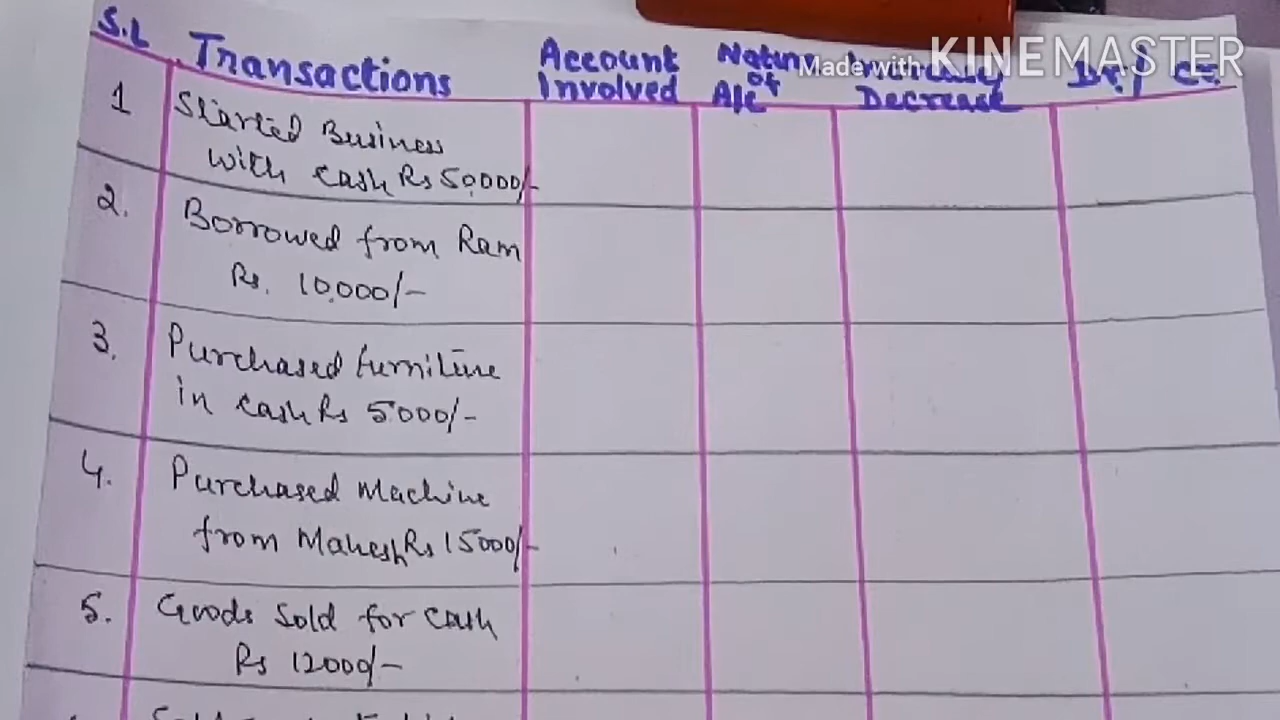 S.L Transactions Account Involved Nature of A/c Decrease Dr./ Cr.
Made with KINEMASTER
1 Started Business
with cash Rs 50,000/-
2. Borrowed from Ram
Rs. 10,000/-
3. Purchased furniture
in cash Rs 5000/-
4. Purchased Machine
from Mahesh Rs 15000/-
5. Goods Sold for cash
Rs 12000/-